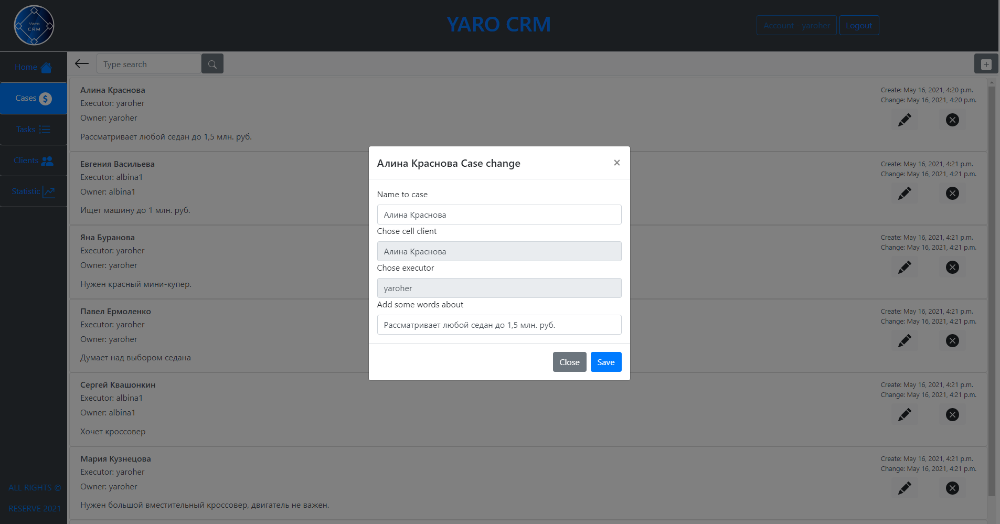 Yaro
CRM
YARO CRM
Account - yaroher
Logout
Home
Cases
Tasks
Clients
Statistic
ALL RIGHTS ©
RESERVE 2021
Type search
Алина Краснова
Executor: yaroher
Owner: yaroher
Рассматривает любой седан до 1,5 млн. руб.
Create: May 16, 2021, 4:20 p.m.
Change: May 16, 2021, 4:20 p.m.
Евгения Васильева
Executor: albina1
Owner: albina1
Ищет машину до 1 млн. руб.
Create: May 16, 2021, 4:21 p.m.
Change: May 16, 2021, 4:21 p.m.
Яна Буранова
Executor: yaroher
Owner: yaroher
Нужен красный мини-купер.
Create: May 16, 2021, 4:21 p.m.
Change: May 16, 2021, 4:21 p.m.
Павел Ермоленко
Executor: yaroher
Owner: yaroher
Думает над выбором седана
Create: May 16, 2021, 4:21 p.m.
Change: May 16, 2021, 4:21 p.m.
Сергей Квашонкин
Executor: albina1
Owner: albina1
Хочет кроссовер
Create: May 16, 2021, 4:21 p.m.
Change: May 16, 2021, 4:21 p.m.
Мария Кузнецова
Executor: yaroher
Owner: yaroher
Нужен большой вместительный кроссовер, двигатель не важен.
Create: May 16, 2021, 4:21 p.m.
Change: May 16, 2021, 4:21 p.m.
Алина Краснова Case change
×
Name to case
Алина Краснова
Chose cell client
Алина Краснова
Chose executor
yaroher
Add some words about
Рассматривает любой седан до 1,5 млн. руб.
Close
Save